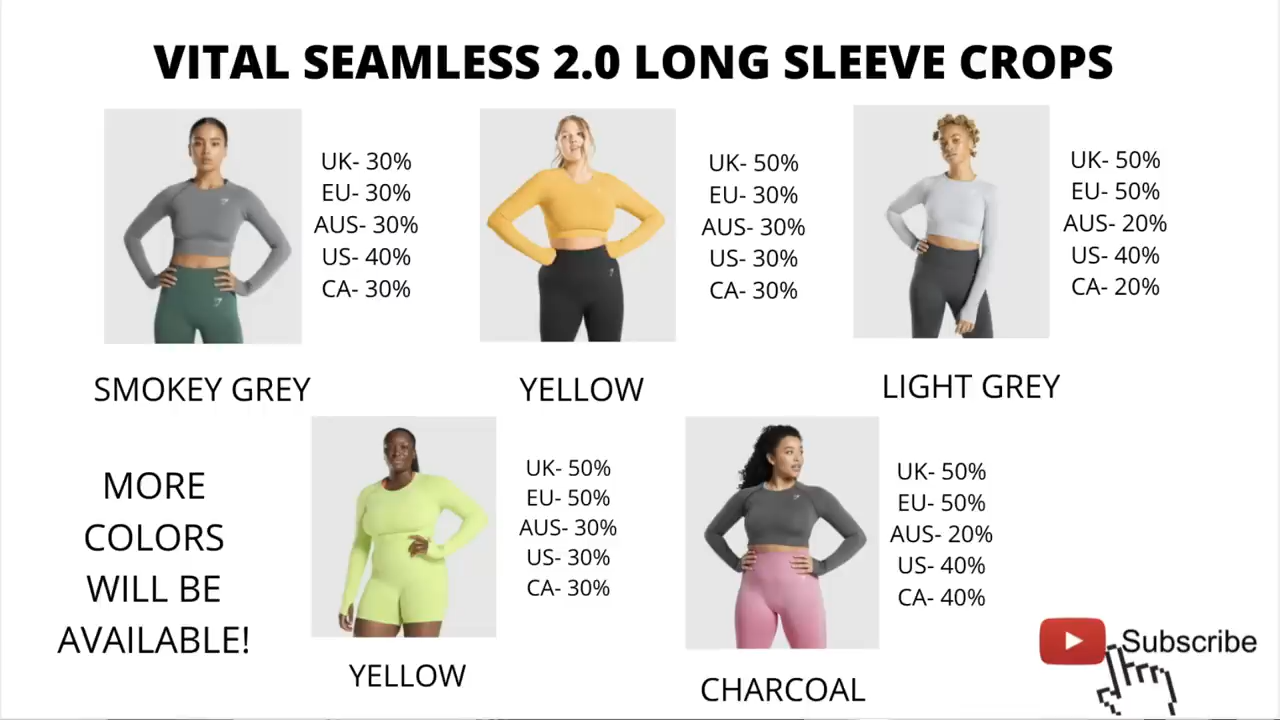 VITAL SEAMLESS 2.0 LONG SLEEVE CROPS
UK- 30%
EU- 30%
AUS- 30%
US- 40%
CA- 30%
SMOKEY GREY
UK- 50%
EU- 30%
AUS- 30%
US- 30%
CA- 30%
YELLOW
UK- 50%
EU- 50%
AUS- 20%
US- 40%
CA- 20%
LIGHT GREY
MORE
COLORS
WILL BE
AVAILABLE!
UK- 50%
EU- 50%
AUS- 30%
US- 30%
CA- 30%
YELLOW
UK- 50%
EU- 50%
AUS- 20%
US- 40%
CA- 40%
CHARCOAL
Subscribe